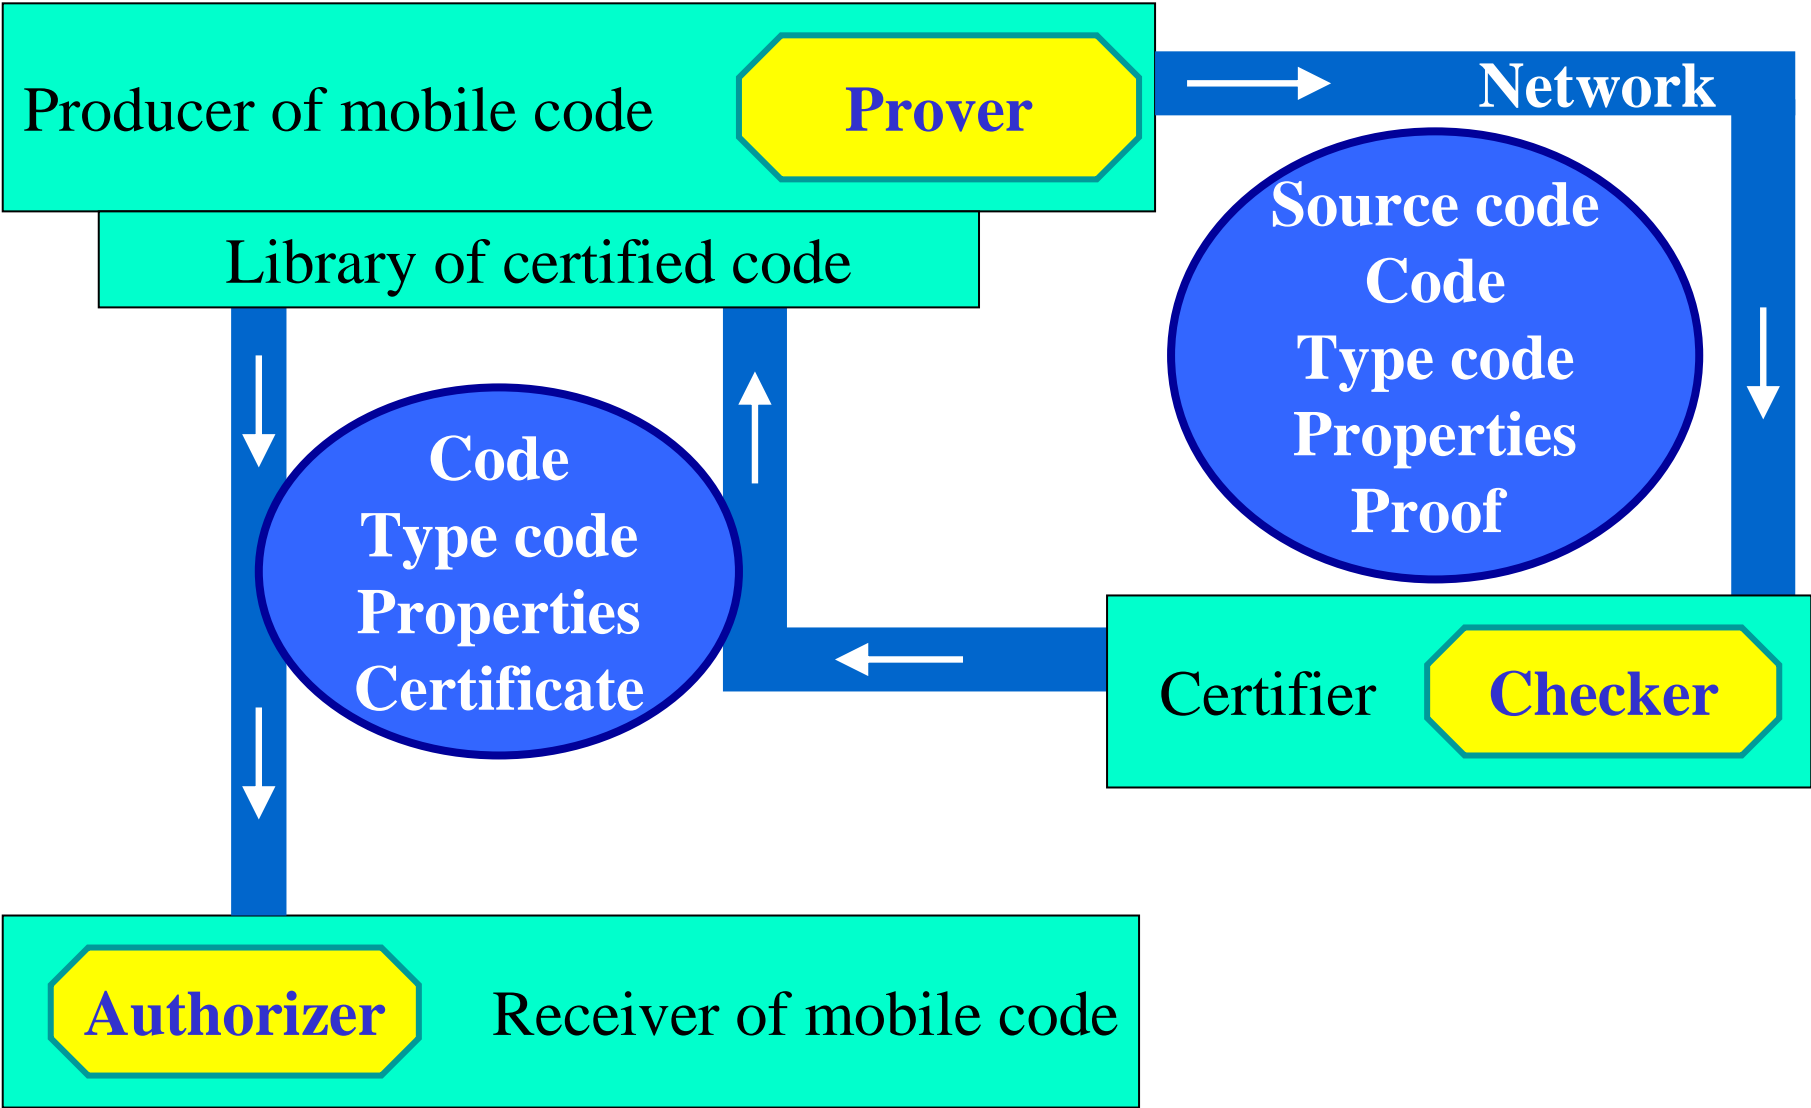 Producer of mobile code
Prover
Network
Library of certified code
Source code
Code
Type code
Properties
Proof
Code
Type code
Properties
Certificate
Certifier
Checker
Authorizer
Receiver of mobile code